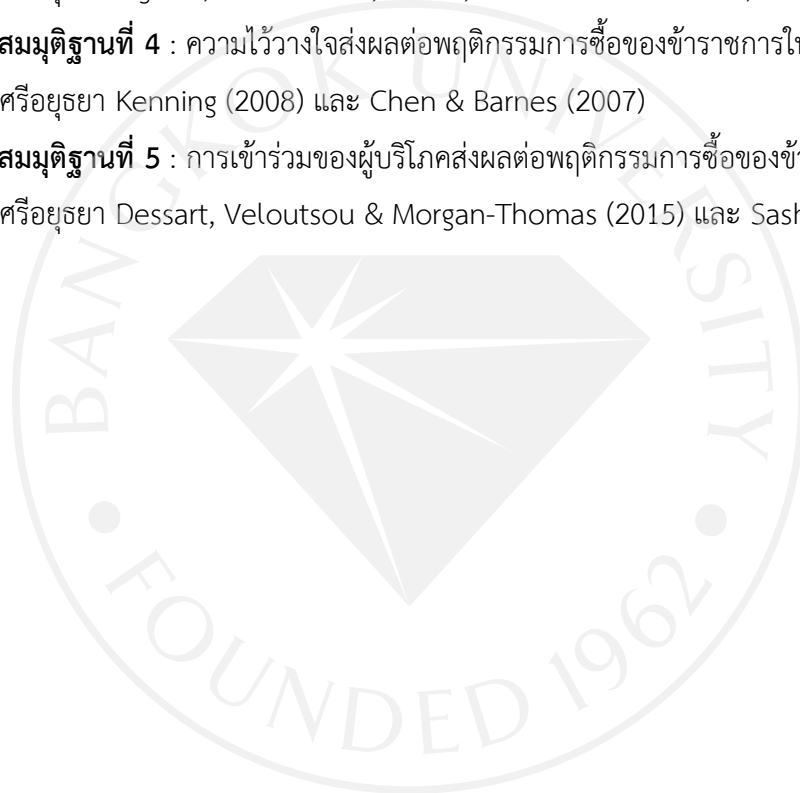 สมมุติฐานที่ 4 : ความไว้วางใจส่งผลต่อพฤติกรรมการซื้อของข้าราชการใน
ศรีอยุธยา Kenning (2008) และ Chen & Barnes (2007)
สมมุติฐานที่ 5 : การเข้าร่วมของผู้บริโภคส่งผลต่อพฤติกรรมการซื้อของ
ศรีอยุธยา Dessart, Veloutsou & Morgan-Thomas (2015) และ
BANGKOK UNIVERSITY
FOUNDED 1962